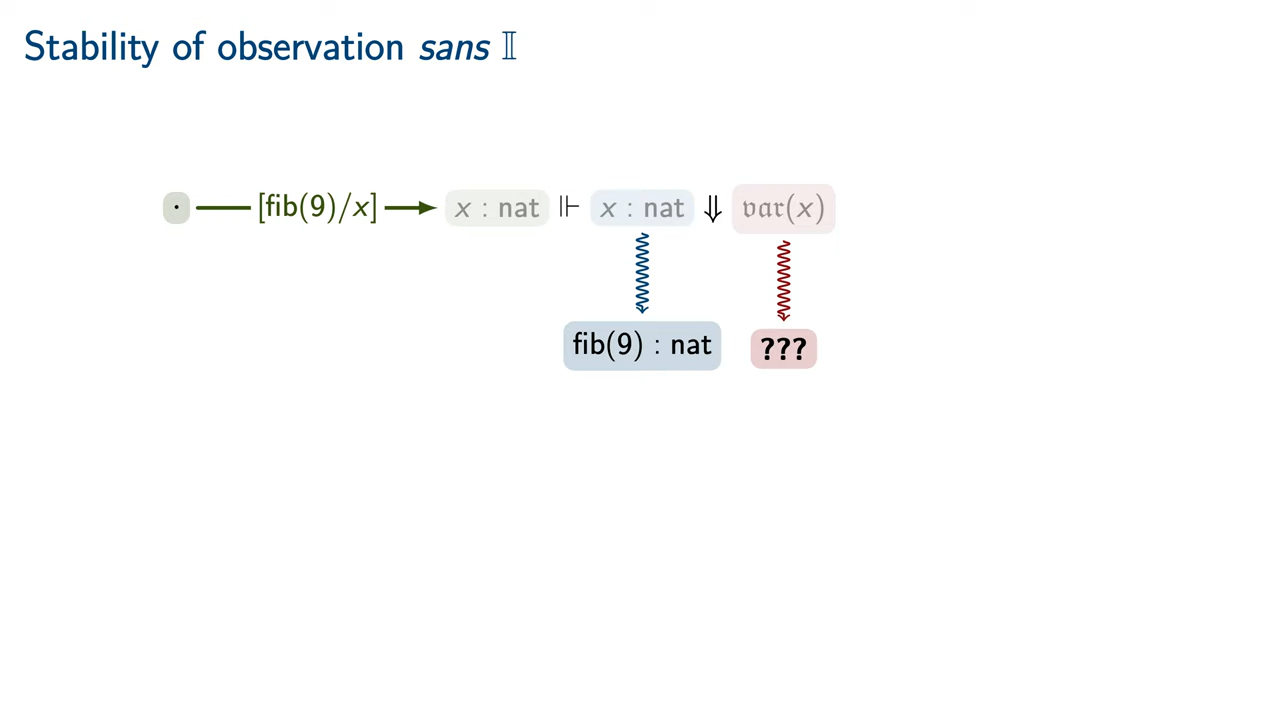 Stability of observation sans 𝕀
· [fib(9)/x] x : nat ⊩ x : nat ⇓ 𝔳𝔞𝔯(x)
fib(9) : nat ???